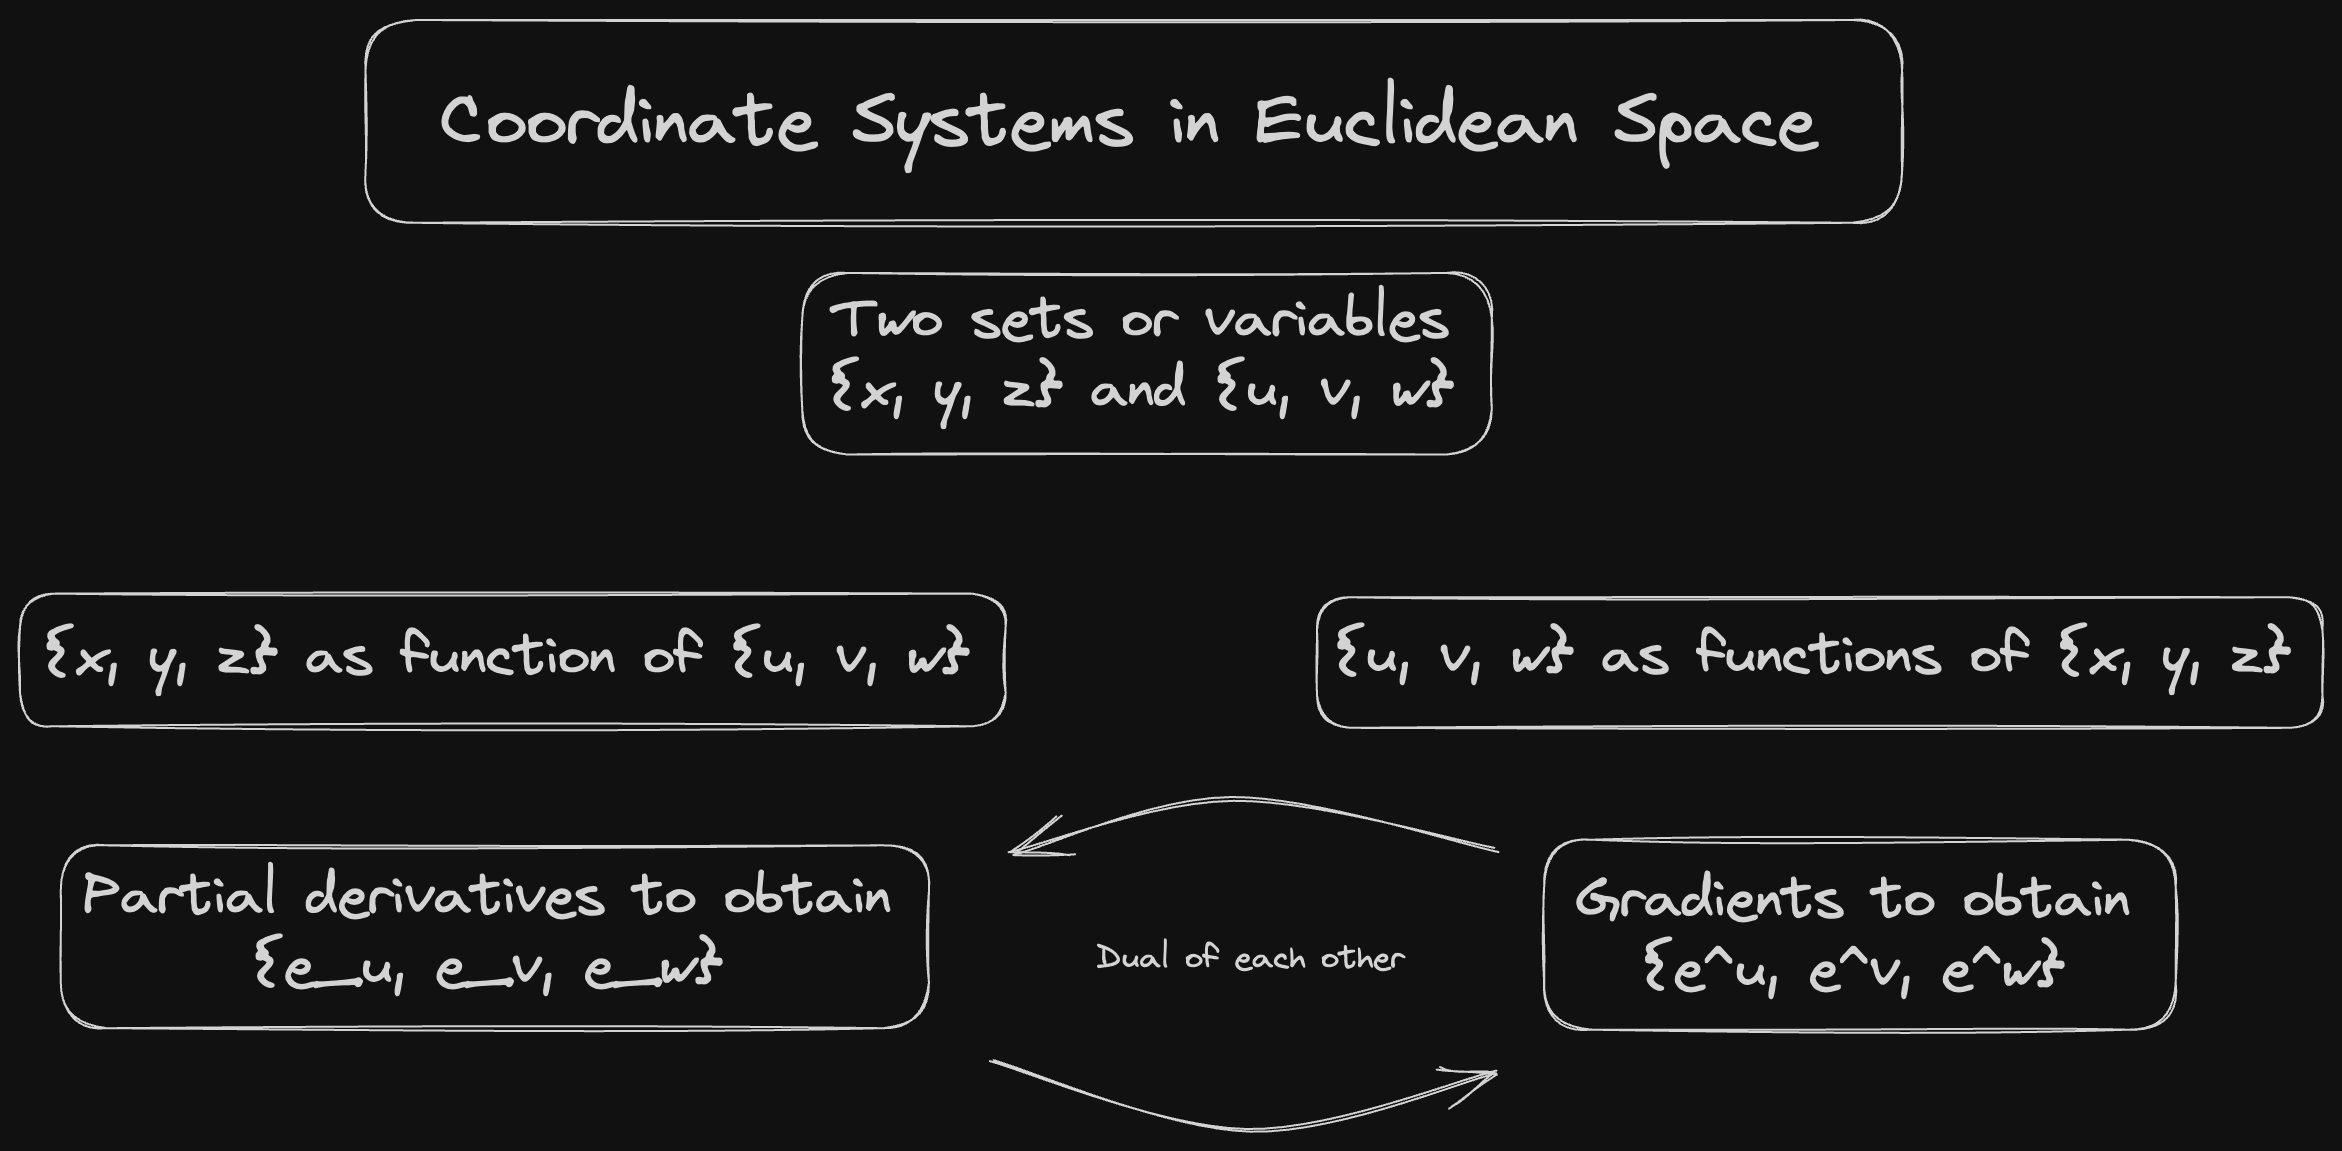 Coordinate Systems in Euclidean Space
Two sets or variables
{x, y, z} and {u, v, w}
{x, y, z} as function of {u, v, w}
{u, v, w} as functions of {x, y, z}
Partial derivatives to obtain
{e_u, e_v, e_w}
Dual of each other
Gradients to obtain
{e^u, e^v, e^w}